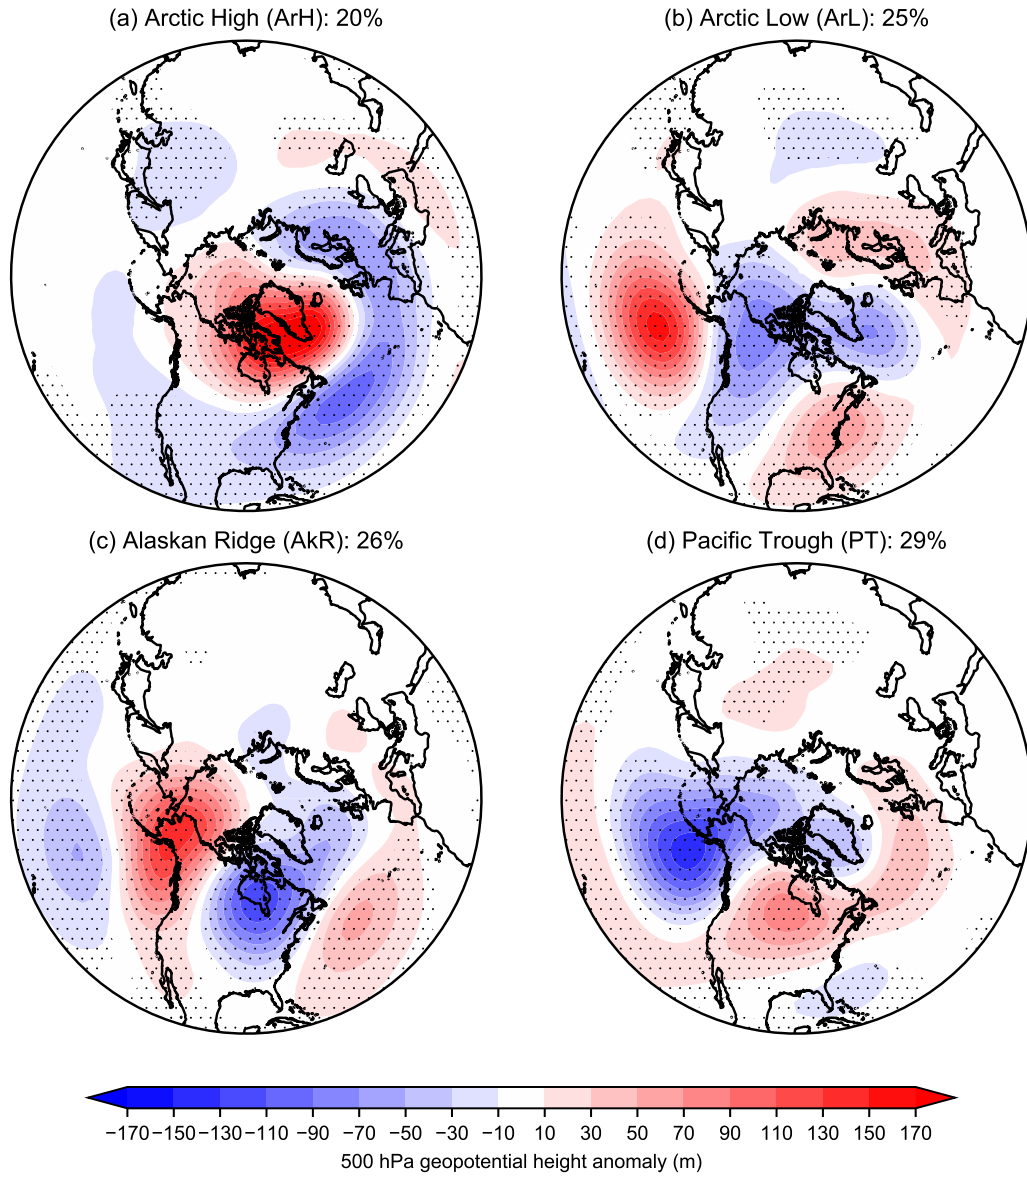 (a) Arctic High (ArH): 20%
(b) Arctic Low (ArL): 25%
(c) Alaskan Ridge (AkR): 26%
(d) Pacific Trough (PT): 29%
−170 −150 −130 −110 −90 −70 −50 −30 −10 10 30 50 70 90 110 130 150 170
500 hPa geopotential height anomaly (m)